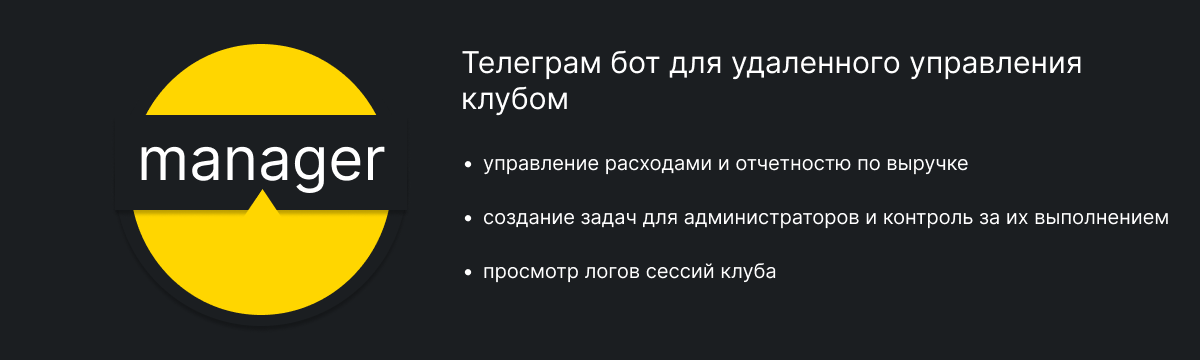 manager
Телеграм бот для удаленного управления
клубом
• управление расходами и отчетностю по выручке
• создание задач для администраторов и контроль за их выполнением
• просмотр логов сессий клуба